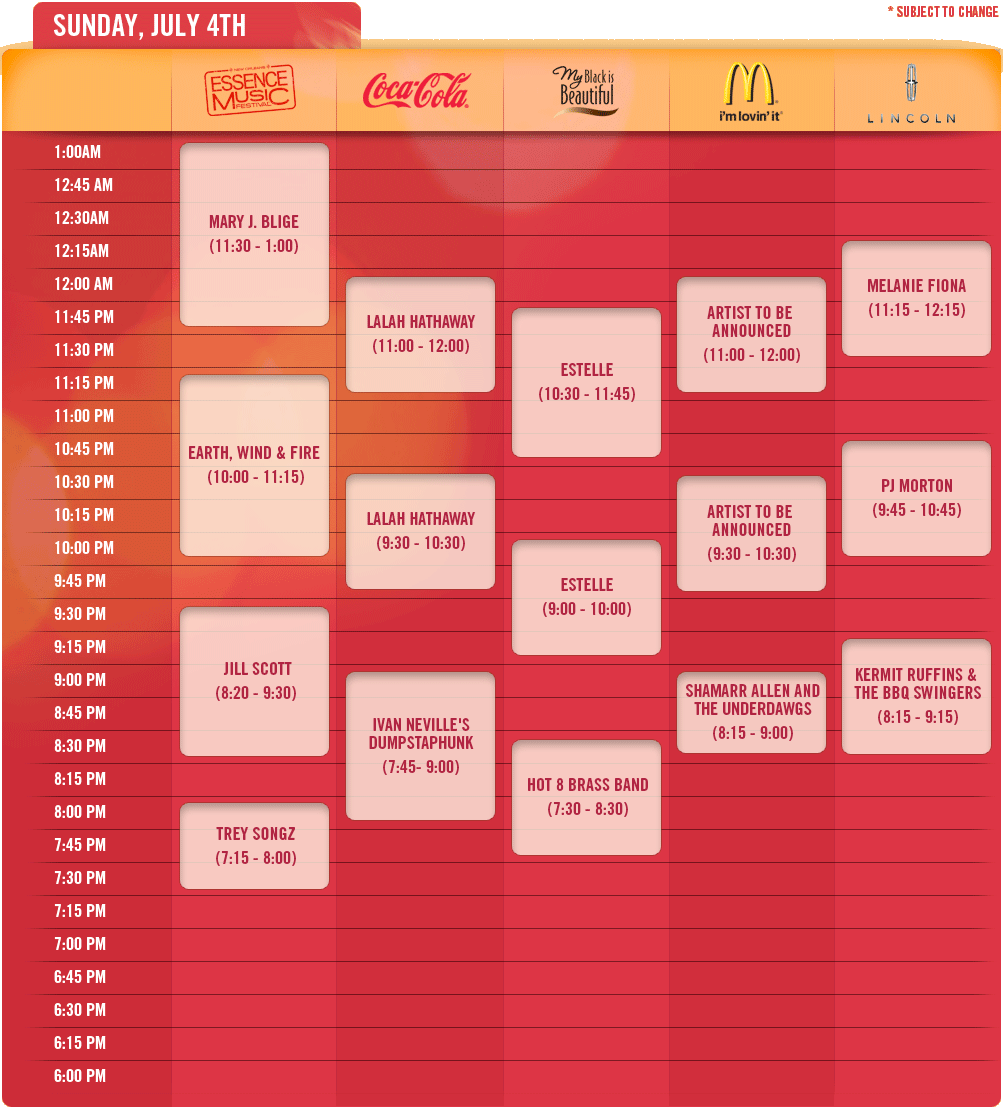 SUNDAY, JULY 4TH
* SUBJECT TO CHANGE
ESSENCE
MUSIC
FESTIVAL
Coca-Cola
My Black is
Beautiful
i'm lovin' it
LINCOLN
1:00AM
12:45 AM
12:30AM
12:15AM
12:00 AM
11:45 PM
11:30 PM
11:15 PM
11:00 PM
10:45 PM
10:30 PM
10:15 PM
10:00 PM
9:45 PM
9:30 PM
9:15 PM
9:00 PM
8:45 PM
8:30 PM
8:15 PM
8:00 PM
7:45 PM
7:30 PM
7:15 PM
7:00 PM
6:45 PM
6:30 PM
6:15 PM
6:00 PM
MARY J. BLIGE
(11:30 - 1:00)
EARTH, WIND & FIRE
(10:00 - 11:15)
JILL SCOTT
(8:20 - 9:30)
TREY SONGZ
(7:15 - 8:00)
LALAH HATHAWAY
(11:00 - 12:00)
LALAH HATHAWAY
(9:30 - 10:30)
IVAN NEVILLE'S
DUMPSTAPHUNK
(7:45- 9:00)
ESTELLE
(10:30 - 11:45)
ESTELLE
(9:00 - 10:00)
HOT 8 BRASS BAND
(7:30 - 8:30)
ARTIST TO BE
ANNOUNCED
(11:00 - 12:00)
ARTIST TO BE
ANNOUNCED
(9:30 - 10:30)
SHAMARR ALLEN AND
THE UNDERDAWGS
(8:15 - 9:00)
MELANIE FIONA
(11:15 - 12:15)
PJ MORTON
(9:45 - 10:45)
KERMIT RUFFINS &
THE BBQ SWINGERS
(8:15 - 9:15)